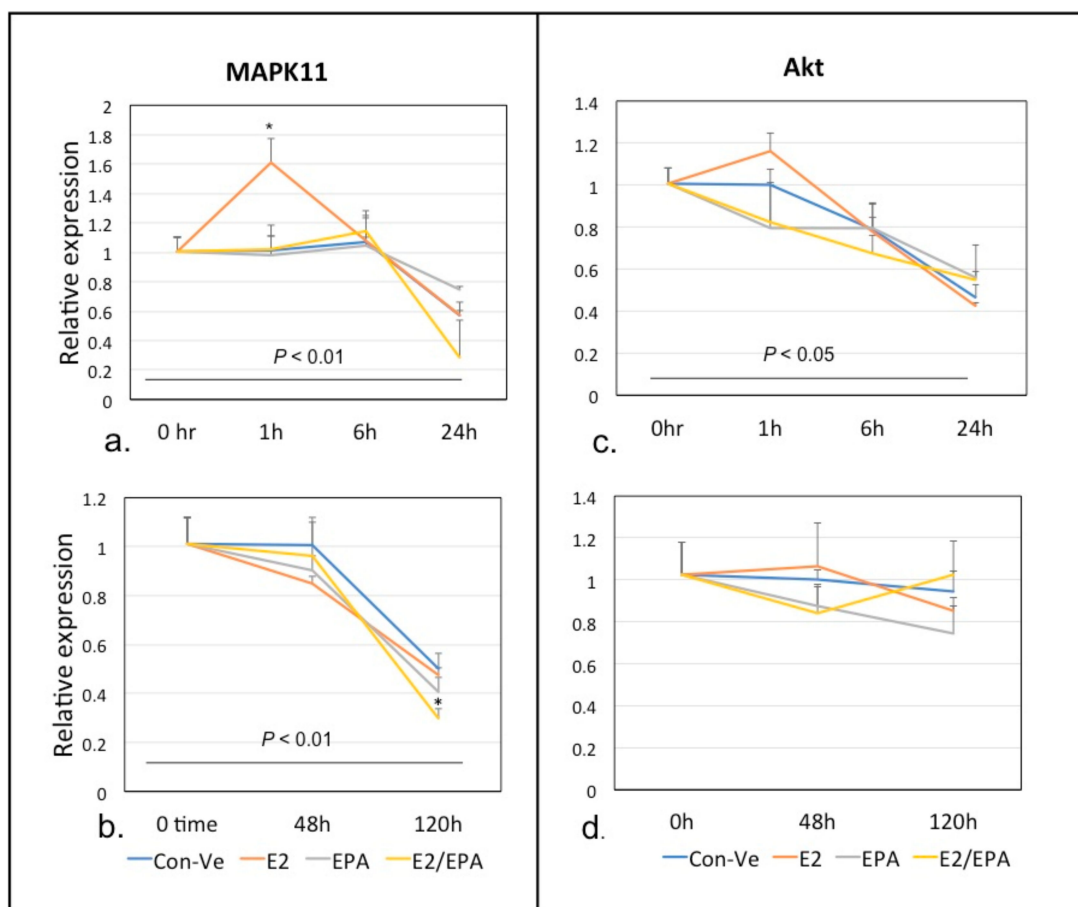 MAPK11
Relative expression
2
1.8
1.6
1.4
1.2
1
0.8
0.6
0.4
0.2
0
*
P < 0.01
0 hr 1h 6h 24h
a.
Relative expression
1.2
1
0.8
0.6
0.4
0.2
0
*
P < 0.01
0 time 48h 120h
b.
Con-Ve E2 EPA E2/EPA
Akt
1.4
1.2
1
0.8
0.6
0.4
0.2
0
P < 0.05
0hr 1h 6h 24h
c.
1.4
1.2
1
0.8
0.6
0.4
0.2
0
0h 48h 120h
d.
Con-Ve E2 EPA E2/EPA